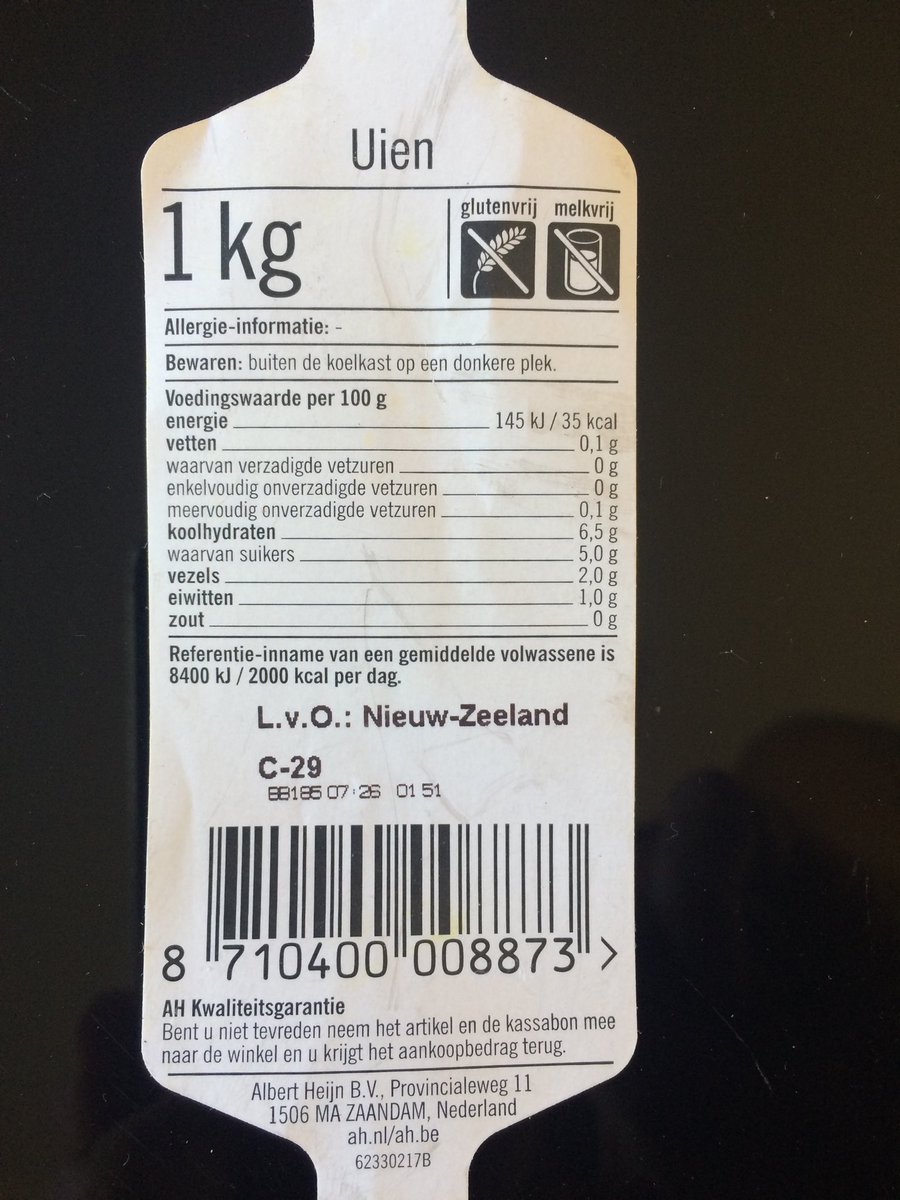 Uien
1 kg
glutenvrij melkvrij
Allergie-informatie: -
Bewaren: buiten de koelkast op een donkere plek.
Voedingswaarde per 100 g
energie 145 kJ / 35 kcal
vetten 0,1 g
waarvan verzadigde vetzuren 0 g
enkelvoudig onverzadigde vetzuren 0 g
meervoudig onverzadigde vetzuren 0,1 g
koolhydraten 6,5 g
waarvan suikers 5,0 g
vezels 2,0 g
eiwitten 1,0 g
zout 0 g
Referentie-inname van een gemiddelde volwassene is
8400 kJ / 2000 kcal per dag.
L.v.O.: Nieuw-Zeeland
C-29
BB185 07:26 01 51
8 710400 008873 >
AH Kwaliteitsgarantie
Bent u niet tevreden neem het artikel en de kassabon mee
naar de winkel en u krijgt het aankoopbedrag terug.
Albert Heijn B.V., Provincialeweg 11
1506 MA ZAANDAM, Nederland
ah.nl/ah.be
62330217B